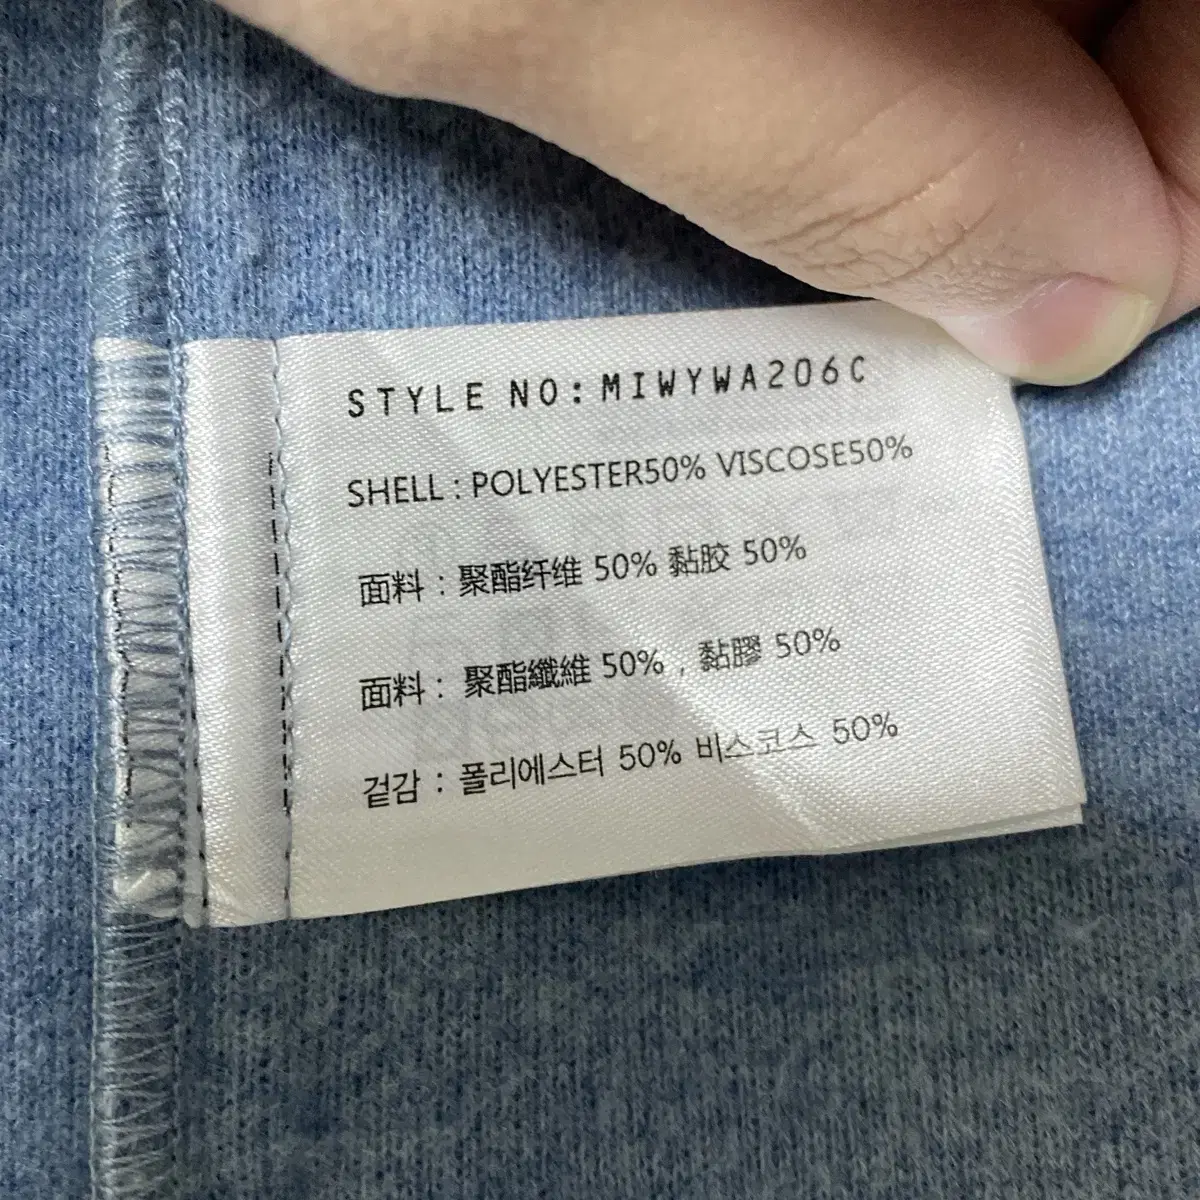 STYLE NO: MIWYWA206C
SHELL : POLYESTER50% VISCOSE50%
面料 : 聚酯纤维 50% 黏胶 50%
面料 : 聚酯纖維 50% , 黏膠 50%
겉감 : 폴리에스터 50% 비스코스 50%